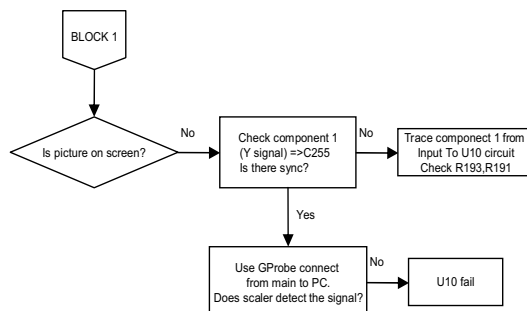 BLOCK 1
Is picture on screen?
No
Check component 1
(Y signal) =>C255
Is there sync?
No
Trace component 1 from
Input To U10 circuit
Check R193,R191
Yes
Use GProbe connect
from main to PC.
Does scaler detect the signal?
No
U10 fail